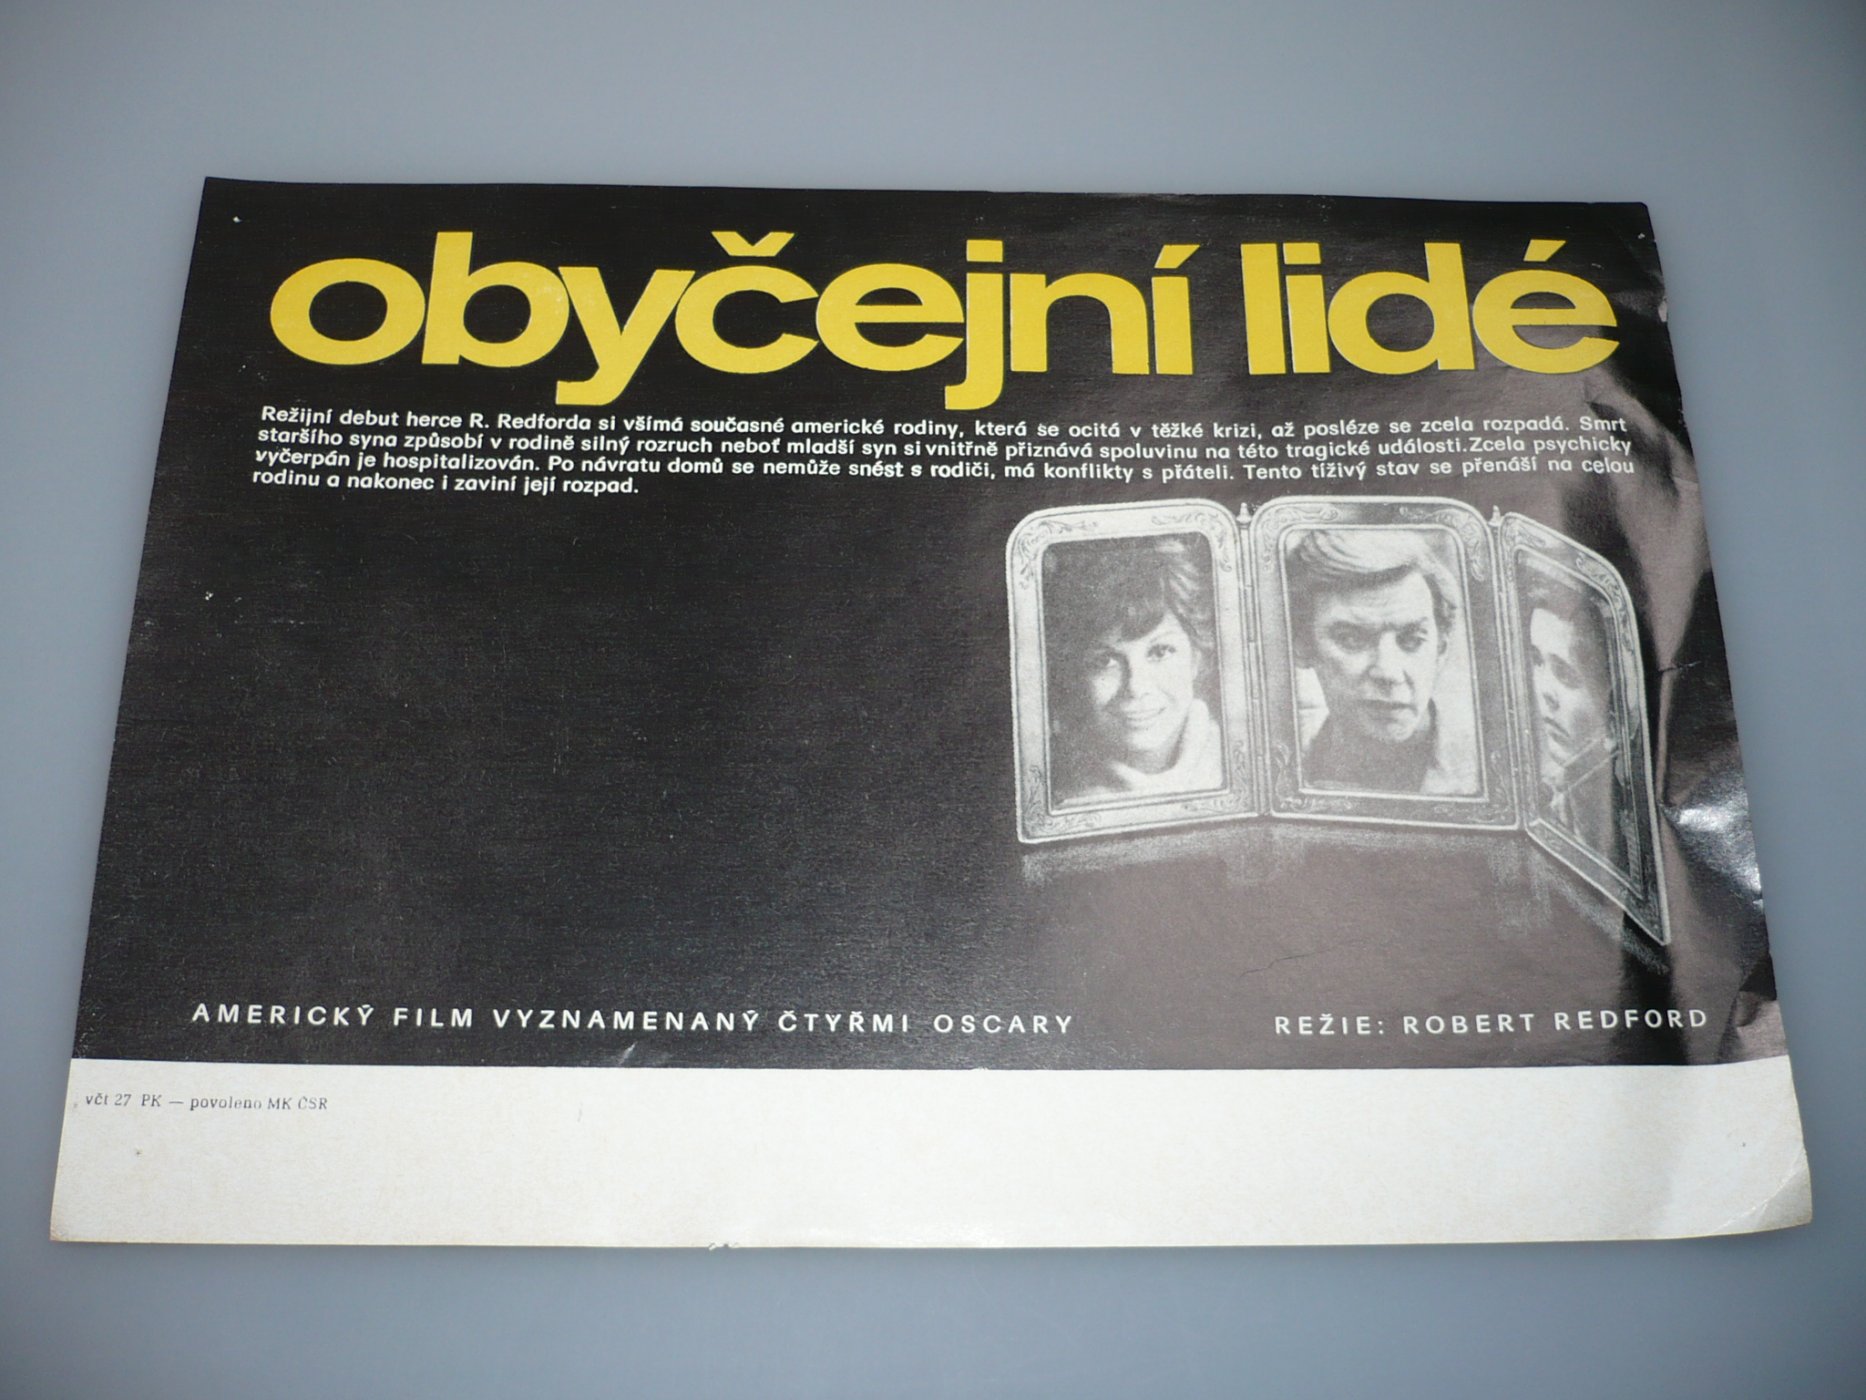 obyčejní lidé
Režijní debut herce R. Redforda si všímá současné americké rodiny, která se ocitá v těžké krizi, až posléze se zcela rozpadá. Smrt
staršího syna způsobí v rodině silný rozruch neboť mladší syn si vnitřně přiznává spoluvinu na této tragické události. Zcela psychicky
vyčerpán je hospitalizován. Po návratu domů se nemůže snést s rodiči, má konflikty s přáteli. Tento tíživý stav se přenáší na celou
rodinu a nakonec i zaviní její rozpad.
AMERICKÝ FILM VYZNAMENANÝ ČTYŘMI OSCARY
REŽIE: ROBERT REDFORD
včt 27 PK — povoleno MK ČSR